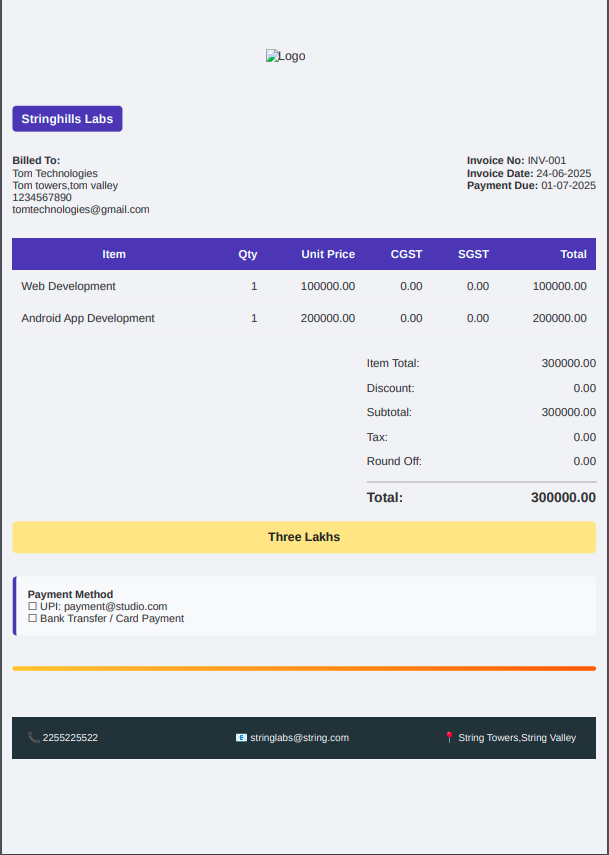 Logo
Stringhills Labs
Billed To:
Tom Technologies
Tom towers,tom valley
1234567890
tomtechnologies@gmail.com
Invoice No: INV-001
Invoice Date: 24-06-2025
Payment Due: 01-07-2025
Item Qty Unit Price CGST SGST Total
Web Development 1 100000.00 0.00 0.00 100000.00
Android App Development 1 200000.00 0.00 0.00 200000.00
Item Total: 300000.00
Discount: 0.00
Subtotal: 300000.00
Tax: 0.00
Round Off: 0.00
Total: 300000.00
Three Lakhs
Payment Method
☐ UPI: payment@studio.com
☐ Bank Transfer / Card Payment
📞 2255225522 📧 stringlabs@string.com 📍 String Towers,String Valley